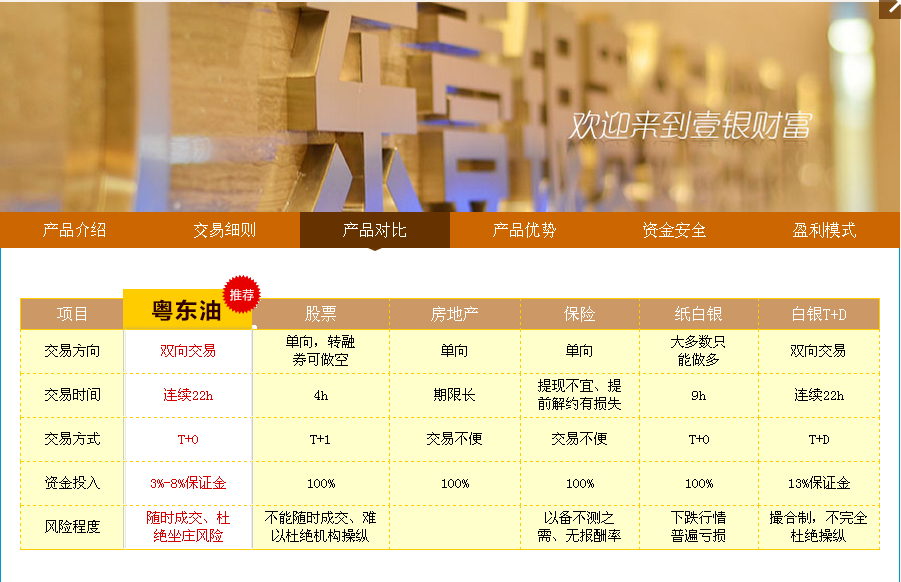 欢迎来到壹银财富
产品介绍 交易细则 产品对比 产品优势 资金安全 盈利模式
推荐
项目 粤东油 股票 房地产 保险 纸白银 白银T+D
交易方向 双向交易 单向，转融 单向 单向 大多数只 双向交易
券可做空 能做多
交易时间 连续22h 4h 期限长 提现不宜、提 9h 连续22h
前解约有损失
交易方式 T+0 T+1 交易不便 交易不便 T+0 T+D
资金投入 3%-8%保证金 100% 100% 100% 100% 13%保证金
风险程度 随时成交、杜 不能随时成交、难 以备不测之 下跌行情 撮合制，不完全
绝坐庄风险 以杜绝机构操纵 需、无报酬率 普遍亏损 杜绝操纵